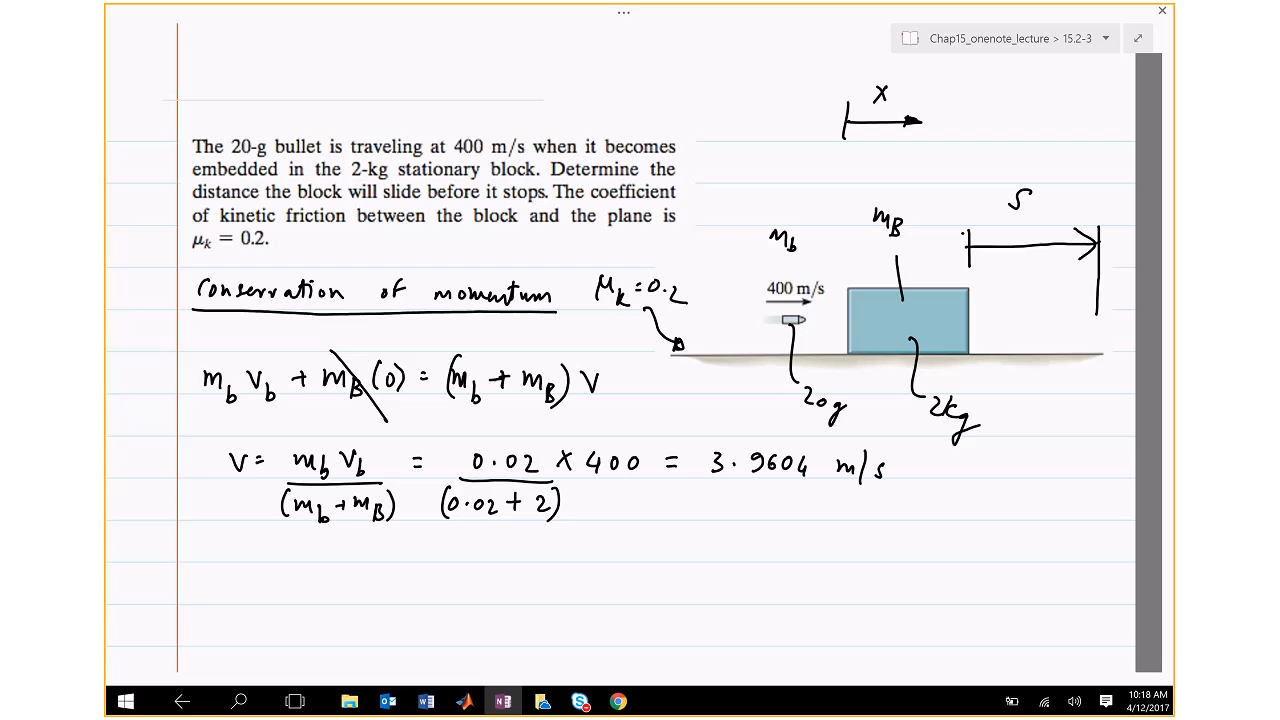 Chap15_onenote_lecture > 15.2-3
x
The 20-g bullet is traveling at 400 m/s when it becomes
embedded in the 2-kg stationary block. Determine the
distance the block will slide before it stops. The coefficient
of kinetic friction between the block and the plane is
μk = 0.2.
S
mb
mB
400 m/s
Conservation of momentum
μk = 0.2
mb vb + mB (0) = (mb + mB) v
20g
2kg
v = mb vb / (mb + mB) = 0.02 × 400 / (0.02 + 2) = 3.9604 m/s
10:18 AM
4/12/2017